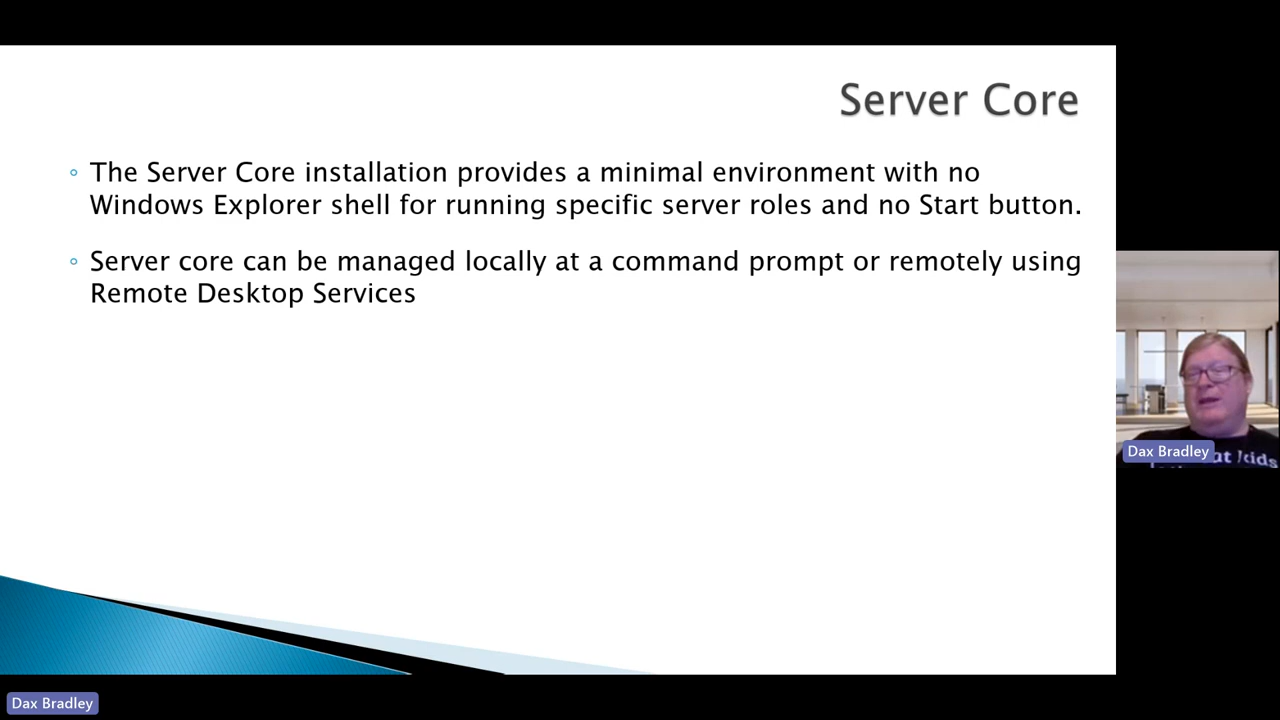 Server Core
The Server Core installation provides a minimal environment with no
Windows Explorer shell for running specific server roles and no Start button.
Server core can be managed locally at a command prompt or remotely using
Remote Desktop Services
Dax Bradley
kids
Dax Bradley